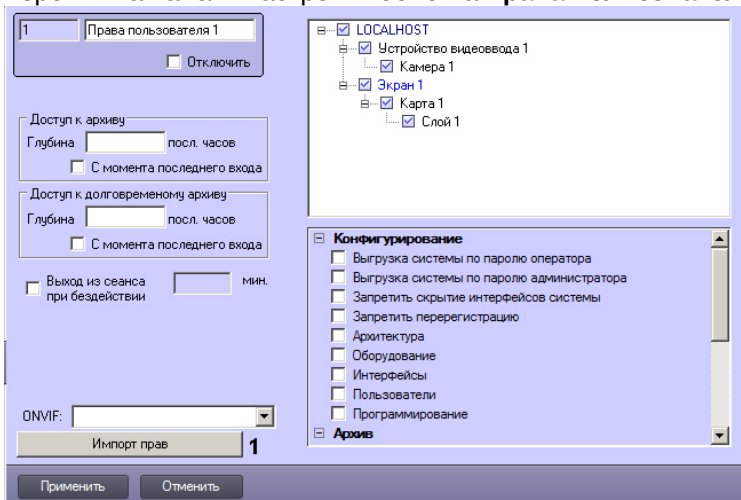 1
Права пользователя 1
Отключить
Доступ к архиву
Глубина
посл. часов
С момента последнего входа
Доступ к долговременому архиву
Глубина
посл. часов
С момента последнего входа
Выход из сеанса
при бездействии
мин.
ONVIF:
Импорт прав
1
LOCALHOST
Устройство видеоввода 1
Камера 1
Экран 1
Карта 1
Слой 1
Конфигурирование
Выгрузка системы по паролю оператора
Выгрузка системы по паролю администратора
Запретить скрытие интерфейсов системы
Запретить перерегистрацию
Архитектура
Оборудование
Интерфейсы
Пользователи
Программирование
Архив
Применить
Отменить